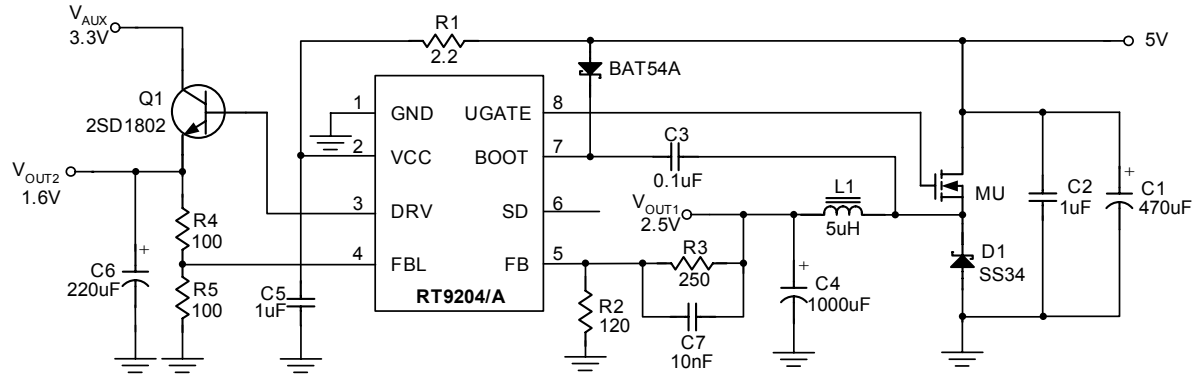 V_AUX
3.3V
Q1
2SD1802
V_OUT2
1.6V
R4
100
C6
220uF
R5
100
C5
1uF
R1
2.2
1 GND
2 VCC
3 DRV
4 FBL
UGATE 8
BOOT 7
SD 6
FB 5
RT9204/A
BAT54A
C3
0.1uF
V_OUT1
2.5V
L1
5uH
R3
250
R2
120
C7
10nF
+
C4
1000uF
5V
MU
D1
SS34
C2
1uF
+
C1
470uF
+